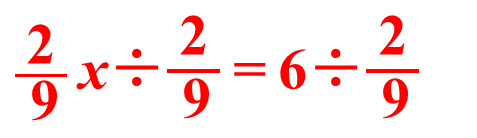 2/9 x ÷ 2/9 = 6 ÷ 2/9